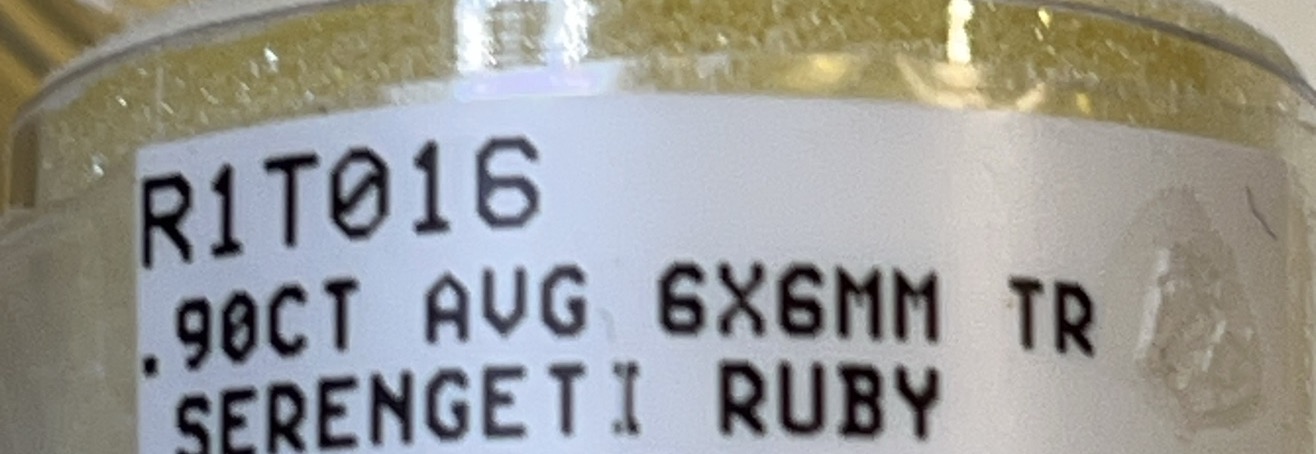 R1T016
.90CT AVG 6X6MM TR
SERENGETI RUBY